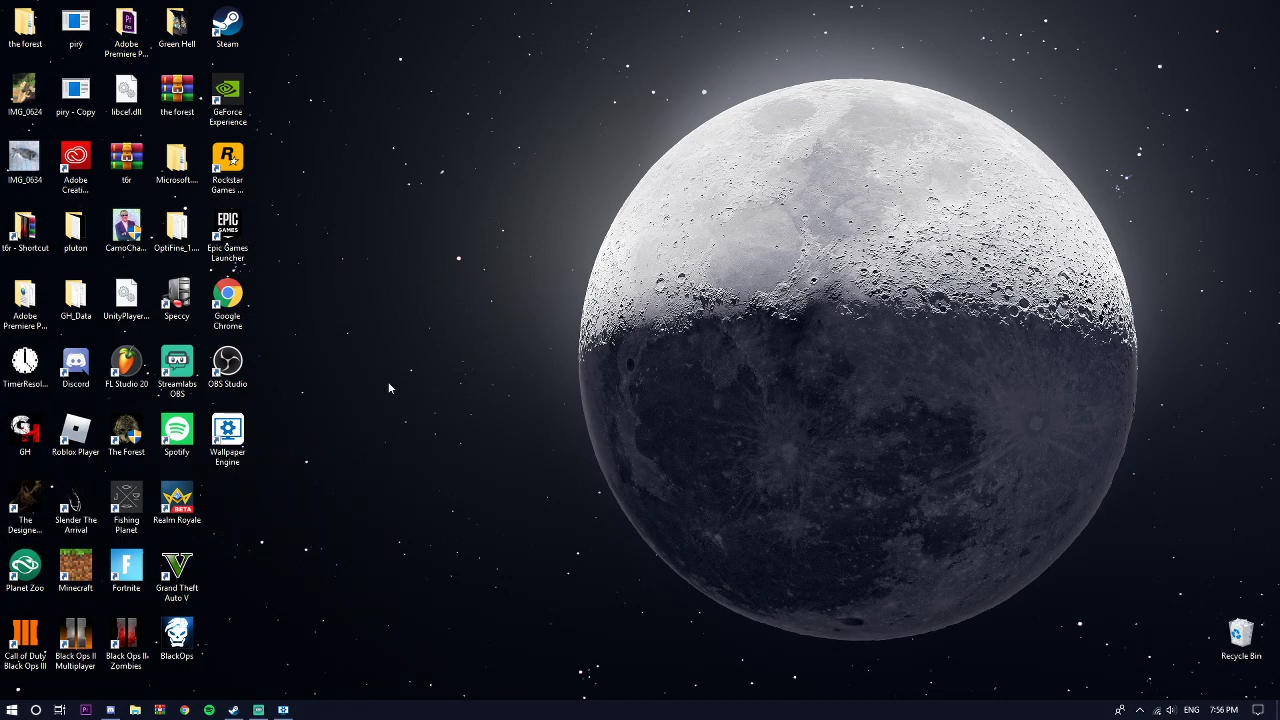 the forest
piry
Adobe
Premiere P...
Green Hell
Steam
IMG_0624
piry - Copy
libcef.dll
the forest
GeForce
Experience
IMG_0634
Adobe
Creati...
t6r
Microsoft....
Rockstar
Games ...
t6r - Shortcut
pluton
CamoCha...
OptiFine_1....
Epic Games
Launcher
Adobe
Premiere P...
GH_Data
UnityPlayer...
Speccy
Google
Chrome
TimerResol...
Discord
FL Studio 20
Streamlabs
OBS
OBS Studio
GH
Roblox Player
The Forest
Spotify
Wallpaper
Engine
The
Designe...
Slender The
Arrival
Fishing
Planet
BETA
Realm Royale
Planet Zoo
Minecraft
Fortnite
Grand Theft
Auto V
Call of Duty
Black Ops III
Black Ops II
Multiplayer
Black Ops II-
Zombies
BlackOps
Recycle Bin
ENG
7:56 PM